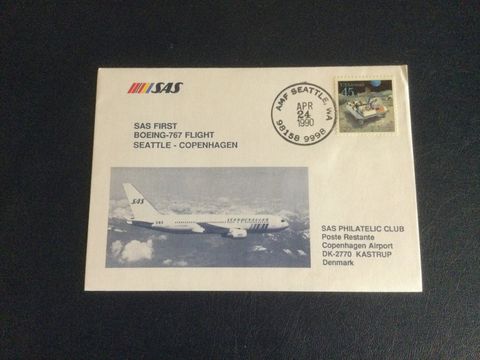 SAS
AMF SEATTLE, WA
APR
24
1990
98158 9998
45
SAS FIRST
BOEING-767 FLIGHT
SEATTLE - COPENHAGEN
SAS
SCANDINAVIAN
SAS PHILATELIC CLUB
Poste Restante
Copenhagen Airport
DK-2770 KASTRUP
Denmark